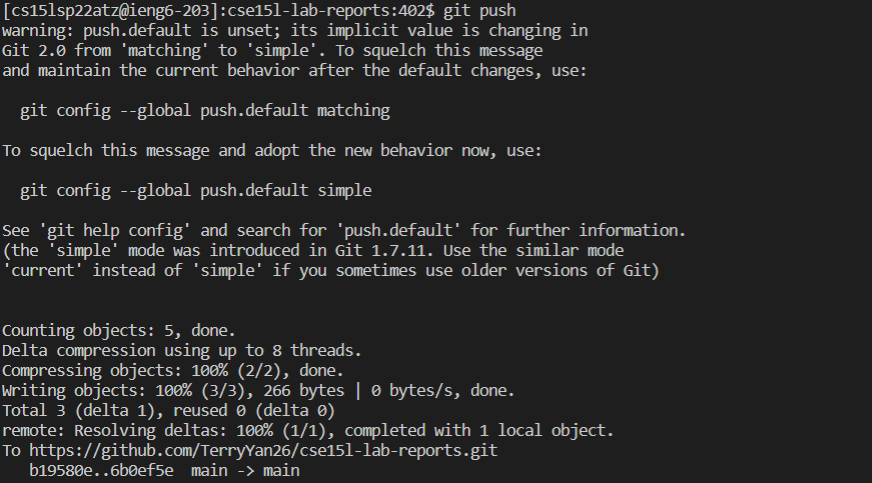 [cs15lsp22atz@ieng6-203]:cse15l-lab-reports:402$ git push
warning: push.default is unset; its implicit value is changing in
Git 2.0 from 'matching' to 'simple'. To squelch this message
and maintain the current behavior after the default changes, use:
  git config --global push.default matching
To squelch this message and adopt the new behavior now, use:
  git config --global push.default simple
See 'git help config' and search for 'push.default' for further information.
(the 'simple' mode was introduced in Git 1.7.11. Use the similar mode
'current' instead of 'simple' if you sometimes use older versions of Git)
Counting objects: 5, done.
Delta compression using up to 8 threads.
Compressing objects: 100% (2/2), done.
Writing objects: 100% (3/3), 266 bytes | 0 bytes/s, done.
Total 3 (delta 1), reused 0 (delta 0)
remote: Resolving deltas: 100% (1/1), completed with 1 local object.
To https://github.com/TerryYan26/cse15l-lab-reports.git
   b19580e..6b0ef5e  main -> main